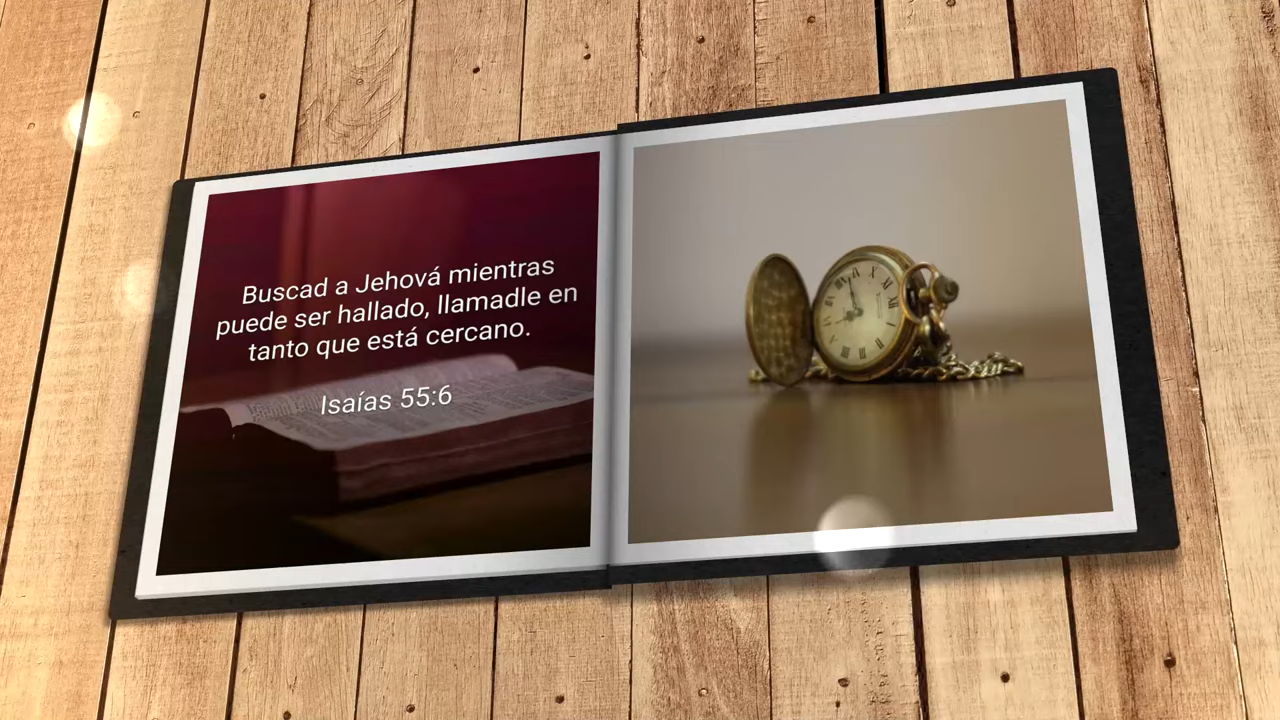 Buscad a Jehová mientras
puede ser hallado, llamadle en
tanto que está cercano.
Isaías 55:6